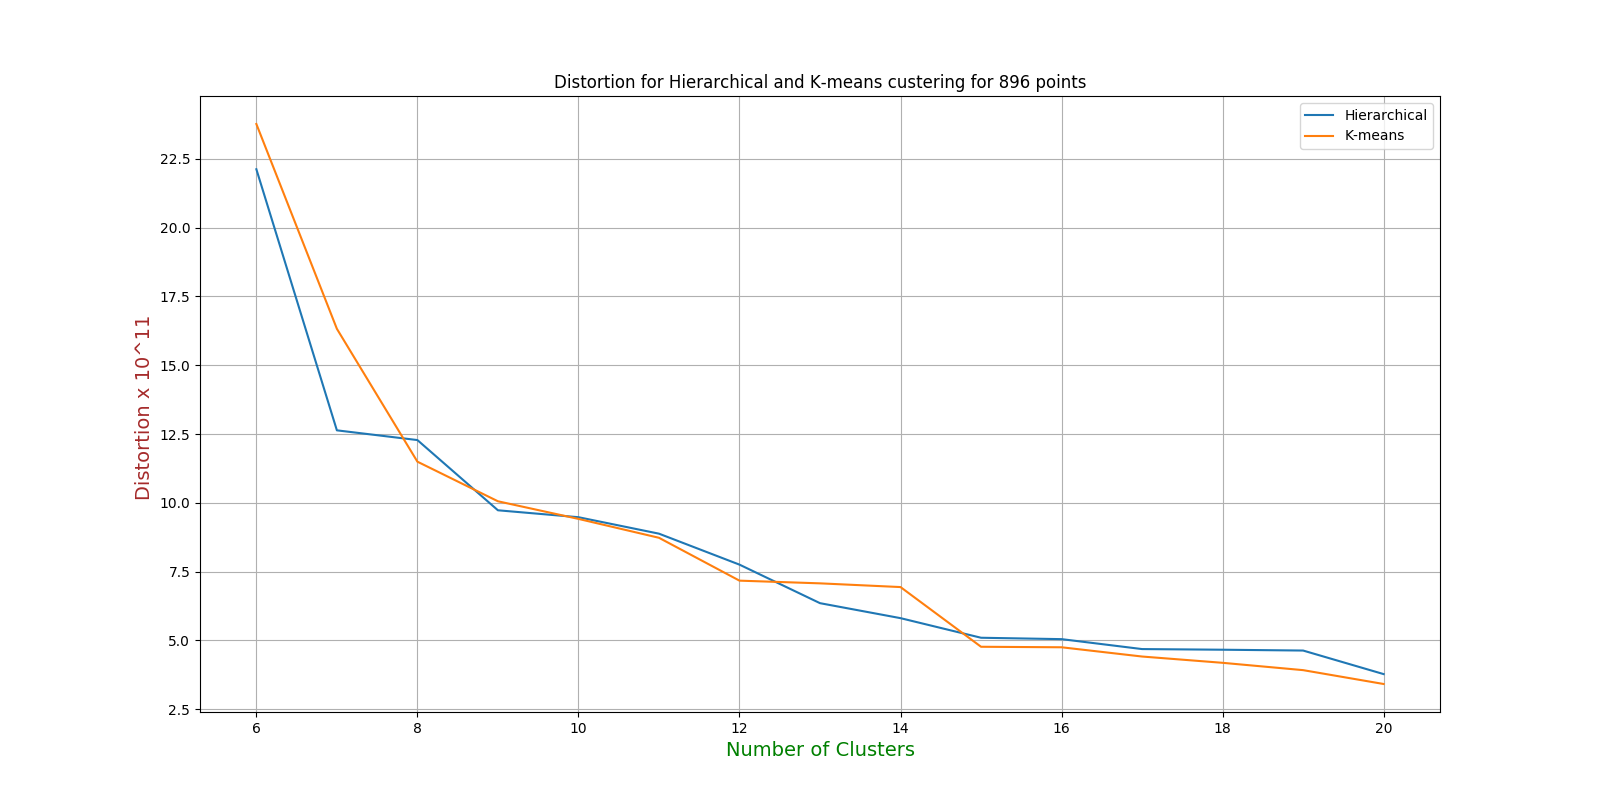 Distortion for Hierarchical and K-means custering for 896 points
Hierarchical
K-means
22.5
20.0
17.5
15.0
12.5
10.0
7.5
5.0
2.5
Distortion x 10^11
6 8 10 12 14 16 18 20
Number of Clusters